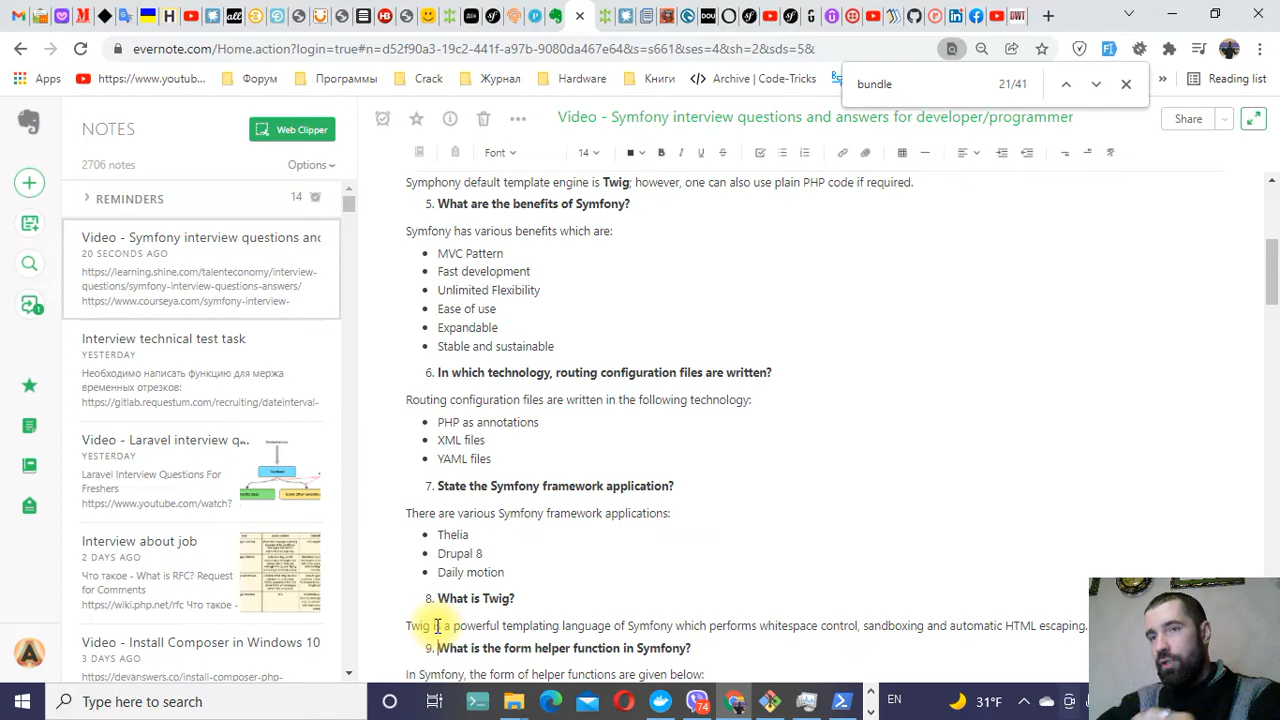 evernote.com/Home.action?login=true#n=d52f90a3-19c2-441f-a97b-9080da467e64&s=s661&ses=4&sh=2&sds=5&
Apps
https://www.youtub...
Форум
Программы
Crack
Журнал
Hardware
Книги
Archive | Code-Tricks
Reading list
bundle
21/41
NOTES
Web Clipper
2706 notes
Options
REMINDERS
14
Video - Symfony interview questions and
20 SECONDS AGO
https://learning.shine.com/talenteconomy/interview-
questions/symfony-interview-questions-answers/
https://www.courseya.com/symfony-interview-
Interview technical test task
YESTERDAY
Необходимо написать функцию для мержа
временных отрезков:
https://gitlab.requestum.com/recruiting/dateinterval-
Video - Laravel interview q...
YESTERDAY
Laravel Interview Questions For
Freshers
https://www.youtube.com/watch?
Interview about job
2 DAYS AGO
Что такое - What is RFC? Request
for Comments
https://wiki.php.net/rfc Что такое -
Video - Install Composer in Windows 10
3 DAYS AGO
https://devanswers.co/install-composer-php-
Video - Symfony interview questions and answers for developer/programmer
Share
Font
14
Symphony default template engine is Twig; however, one can also use plain PHP code if required.
5. What are the benefits of Symfony?
Symfony has various benefits which are:
MVC Pattern
Fast development
Unlimited Flexibility
Ease of use
Expandable
Stable and sustainable
6. In which technology, routing configuration files are written?
Routing configuration files are written in the following technology:
PHP as annotations
XML files
YAML files
7. State the Symfony framework application?
There are various Symfony framework applications:
Thelia
Drupal 8
Daily motion
8. What is Twig?
Twig is a powerful templating language of Symfony which performs whitespace control, sandboxing and automatic HTML escaping.
9. What is the form helper function in Symfony?
In Symfony, the form of helper functions are given below:
Type here to search
74
EN
31°F